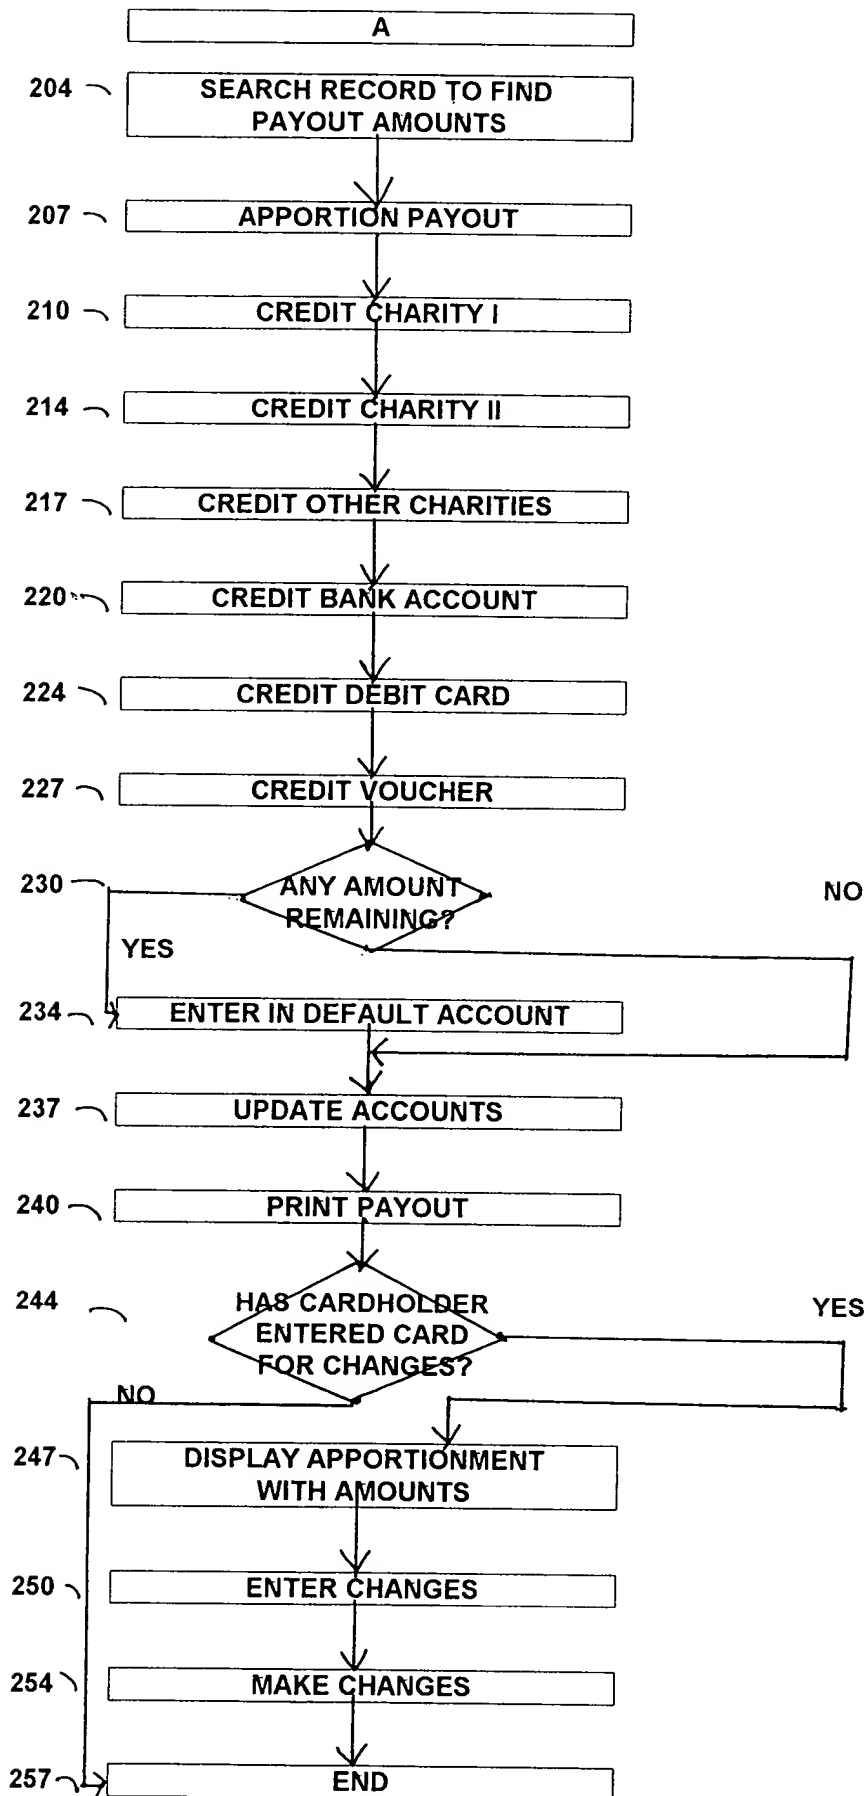 A
204 SEARCH RECORD TO FIND
PAYOUT AMOUNTS
207 APPORTION PAYOUT
210 CREDIT CHARITY I
214 CREDIT CHARITY II
217 CREDIT OTHER CHARITIES
220 CREDIT BANK ACCOUNT
224 CREDIT DEBIT CARD
227 CREDIT VOUCHER
230 ANY AMOUNT NO
REMAINING?
YES
234 ENTER IN DEFAULT ACCOUNT
237 UPDATE ACCOUNTS
240 PRINT PAYOUT
244 HAS CARDHOLDER YES
ENTERED CARD
FOR CHANGES?
NO
247 DISPLAY APPORTIONMENT
WITH AMOUNTS
250 ENTER CHANGES
254 MAKE CHANGES
257 END